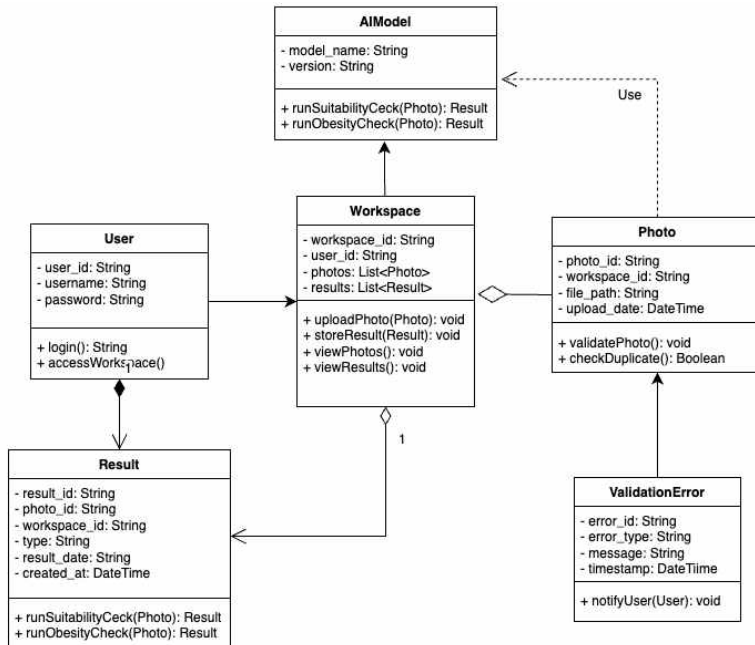 AIModel
- model_name: String
- version: String
+ runSuitabilityCeck(Photo): Result
+ runObesityCheck(Photo): Result
Use
Workspace
- workspace_id: String
- user_id: String
- photos: List<Photo>
- results: List<Result>
+ uploadPhoto(Photo): void
+ storeResult(Result): void
+ viewPhotos(): void
+ viewResults(): void
User
- user_id: String
- username: String
- password: String
+ login(): String
+ accessWorkspace()
1
Photo
- photo_id: String
- workspace_id: String
- file_path: String
- upload_date: DateTime
+ validatePhoto(): void
+ checkDuplicate(): Boolean
1
Result
- result_id: String
- photo_id: String
- workspace_id: String
- type: String
- result_date: String
- created_at: DateTime
+ runSuitabilityCeck(Photo): Result
+ runObesityCheck(Photo): Result
ValidationError
- error_id: String
- error_type: String
- message: String
- timestamp: DateTiime
+ notifyUser(User): void